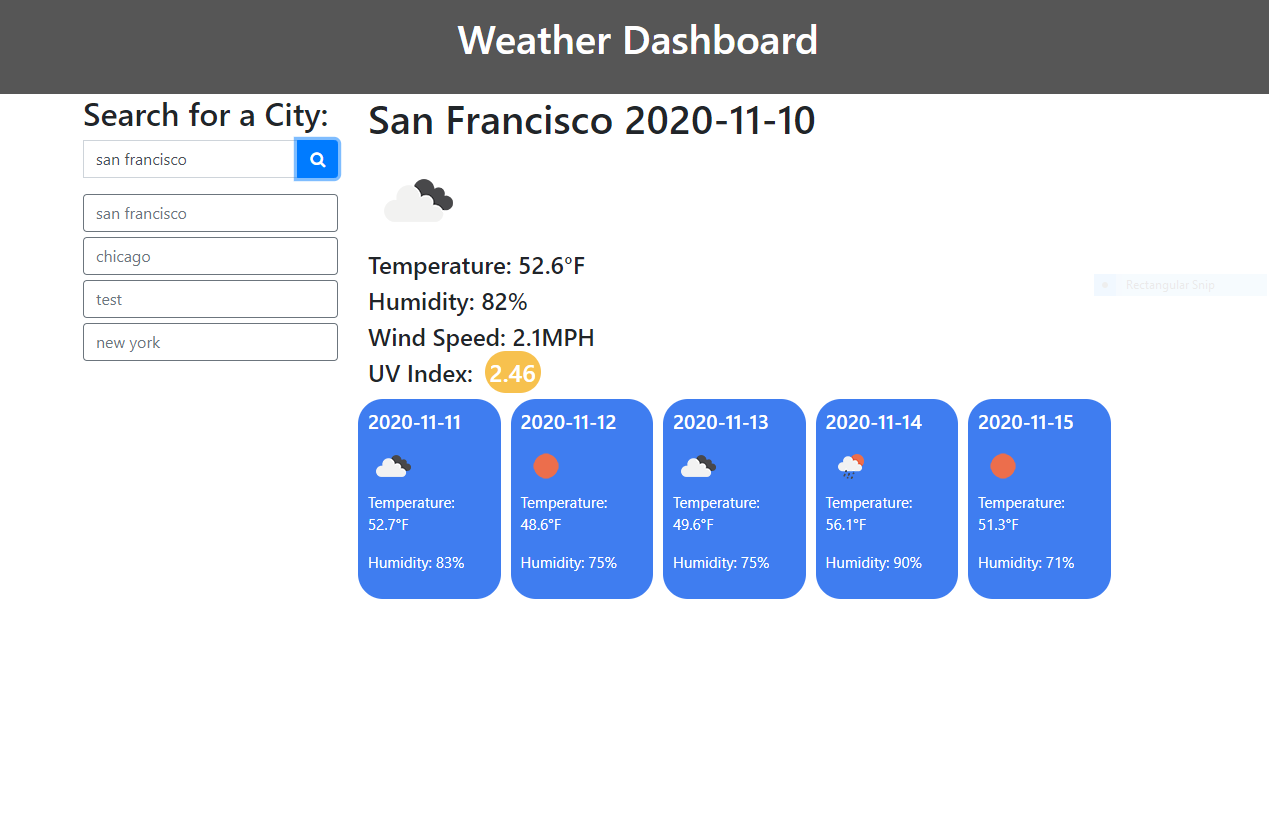 Weather Dashboard
Search for a City:
san francisco
san francisco
chicago
test
new york
San Francisco 2020-11-10
Temperature: 52.6°F
Humidity: 82%
Wind Speed: 2.1MPH
UV Index: 2.46
Rectangular Snip
2020-11-11
Temperature:
52.7°F
Humidity: 83%
2020-11-12
Temperature:
48.6°F
Humidity: 75%
2020-11-13
Temperature:
49.6°F
Humidity: 75%
2020-11-14
Temperature:
56.1°F
Humidity: 90%
2020-11-15
Temperature:
51.3°F
Humidity: 71%